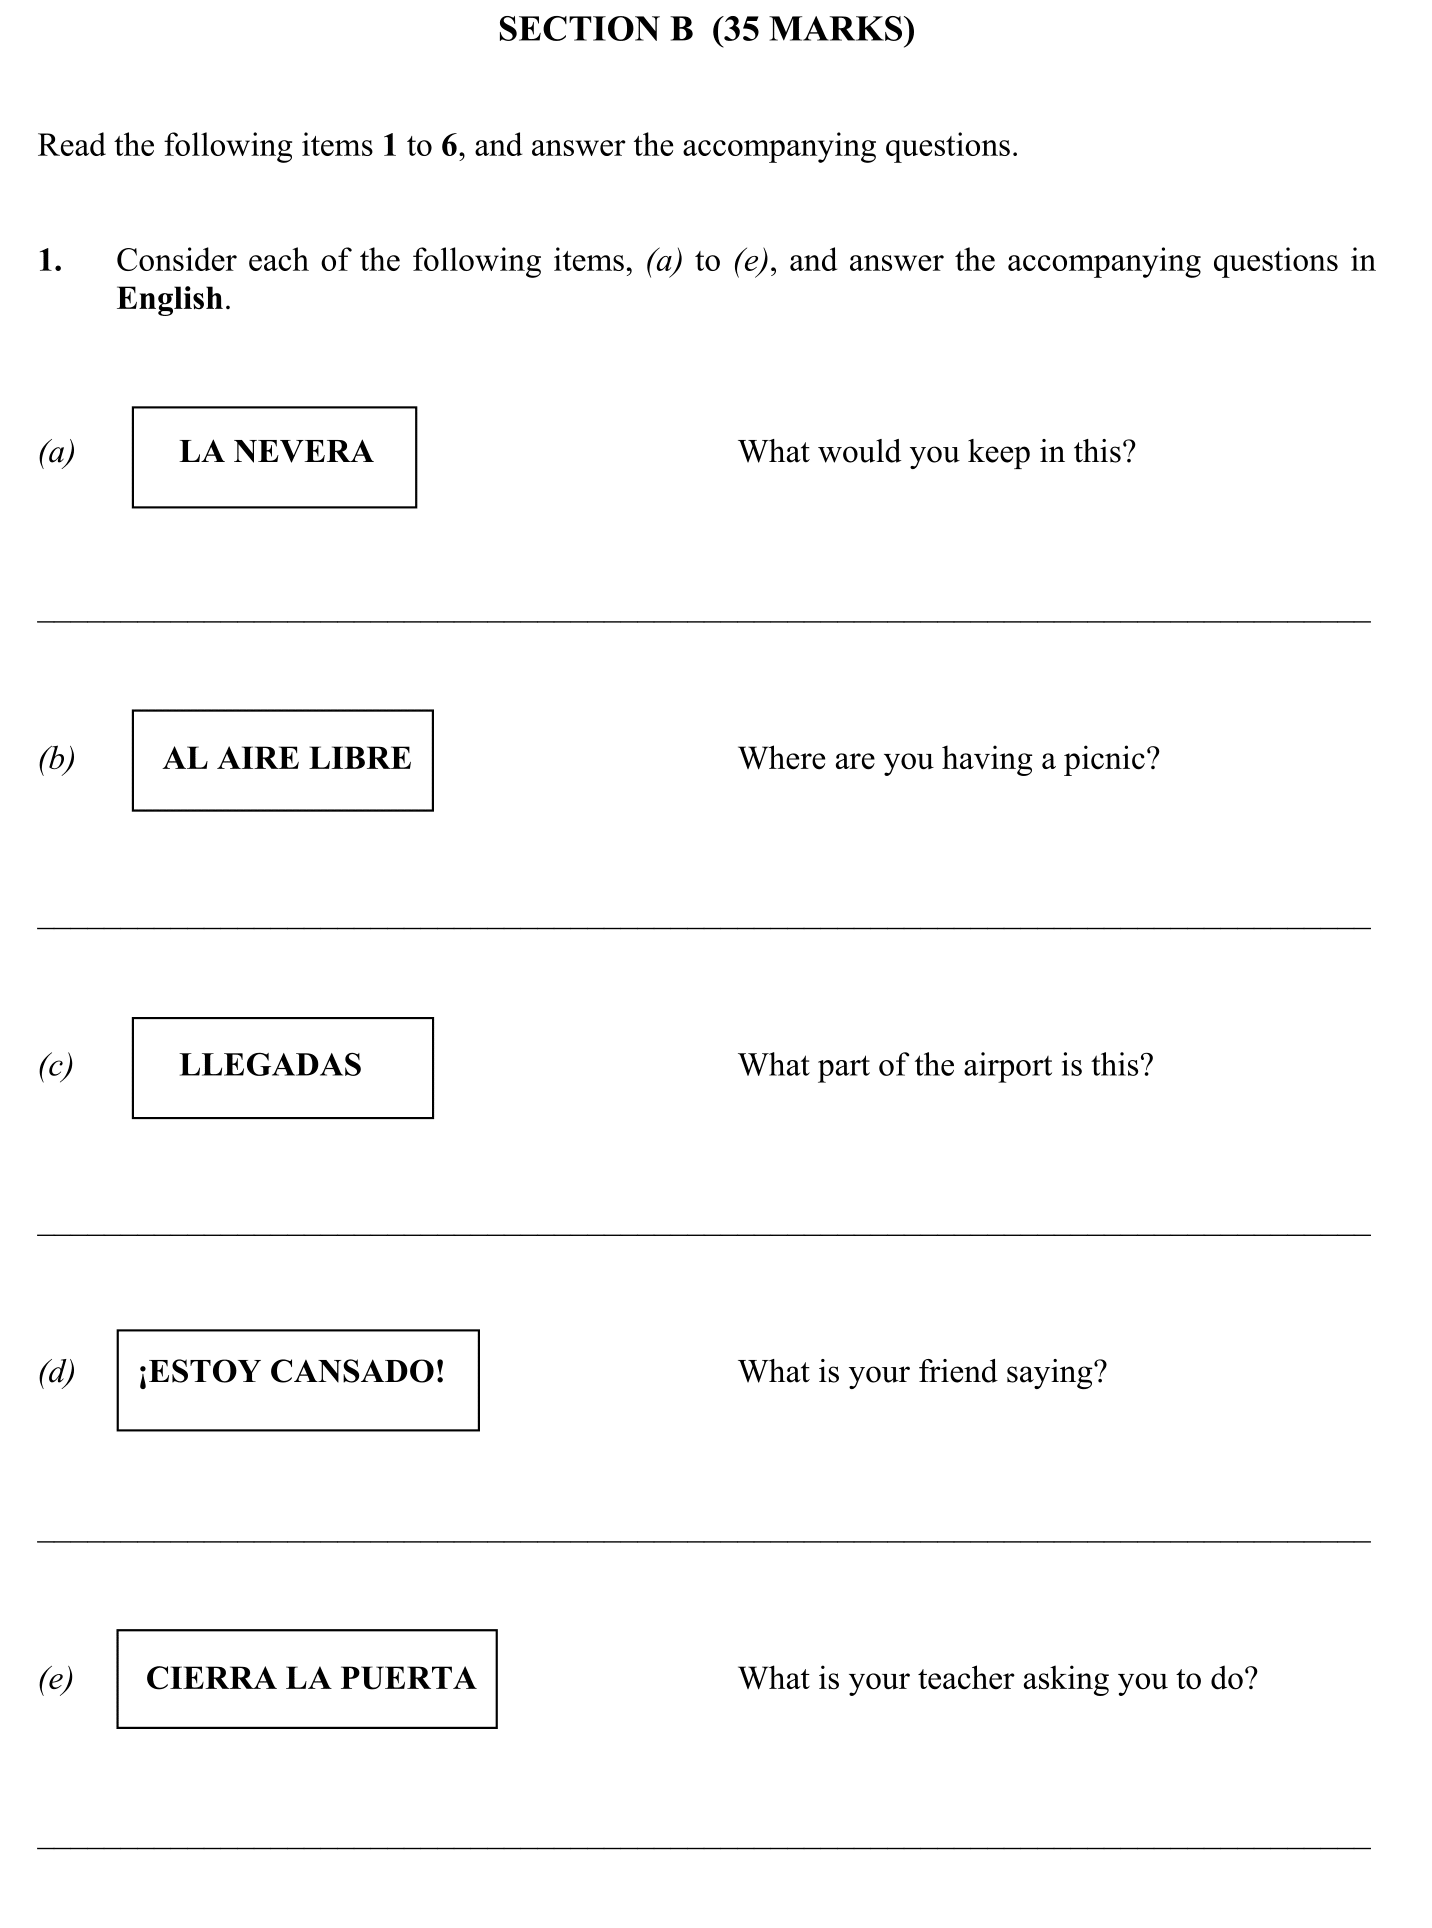 SECTION B (35 MARKS)
Read the following items 1 to 6, and answer the accompanying questions.
1. Consider each of the following items, (a) to (e), and answer the accompanying questions in
English.
(a) LA NEVERA What would you keep in this?
(b) AL AIRE LIBRE Where are you having a picnic?
(c) LLEGADAS What part of the airport is this?
(d) ¡ESTOY CANSADO! What is your friend saying?
(e) CIERRA LA PUERTA What is your teacher asking you to do?